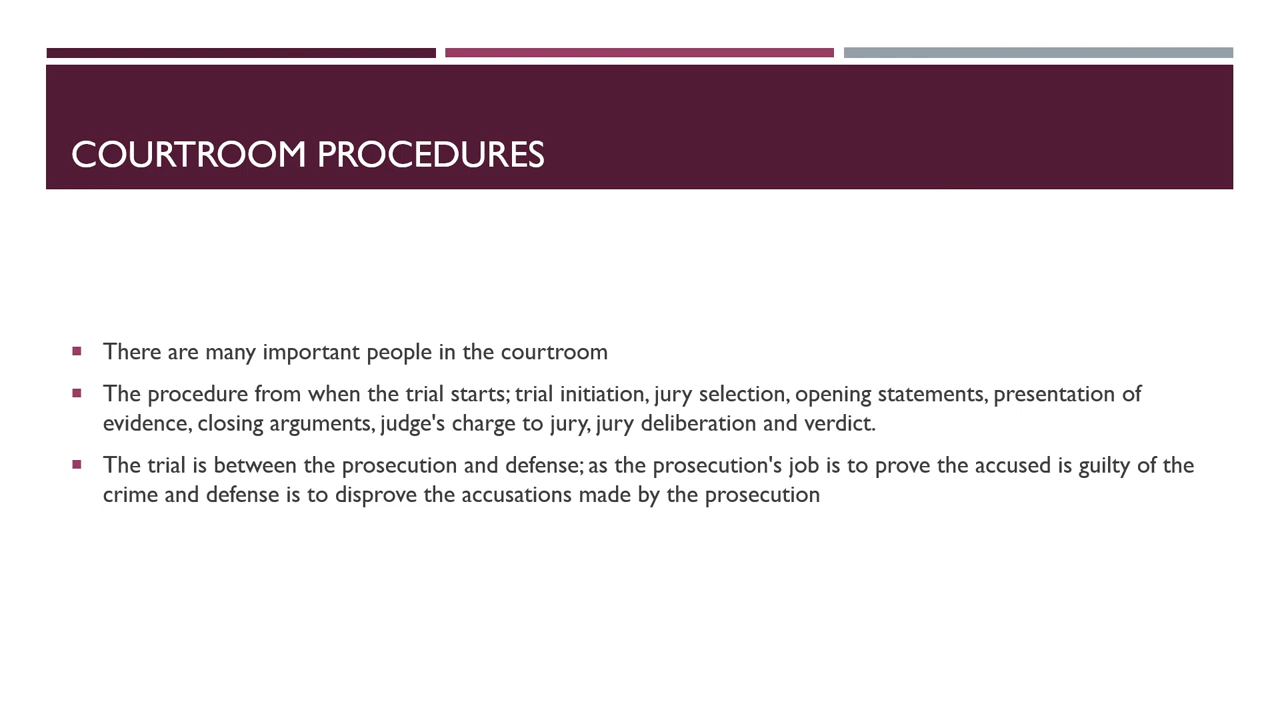 COURTROOM PROCEDURES
There are many important people in the courtroom
The procedure from when the trial starts; trial initiation, jury selection, opening statements, presentation of
evidence, closing arguments, judge's charge to jury, jury deliberation and verdict.
The trial is between the prosecution and defense; as the prosecution's job is to prove the accused is guilty of the
crime and defense is to disprove the accusations made by the prosecution